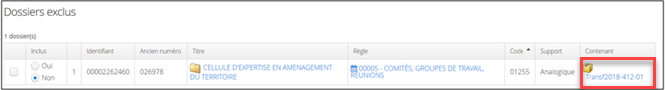 Dossiers exclus
1 dossier(s)
Inclus Identifiant Ancien numéro Titre Règle Code Support Contenant
Oui
Non
1 00002262460 026978 CELLULE D'EXPERTISE EN AMENAGEMENT
DU TERRITOIRE
00005 - COMITÉS, GROUPES DE TRAVAIL,
RÉUNIONS
01255 Analogique
Transf2018-412-01